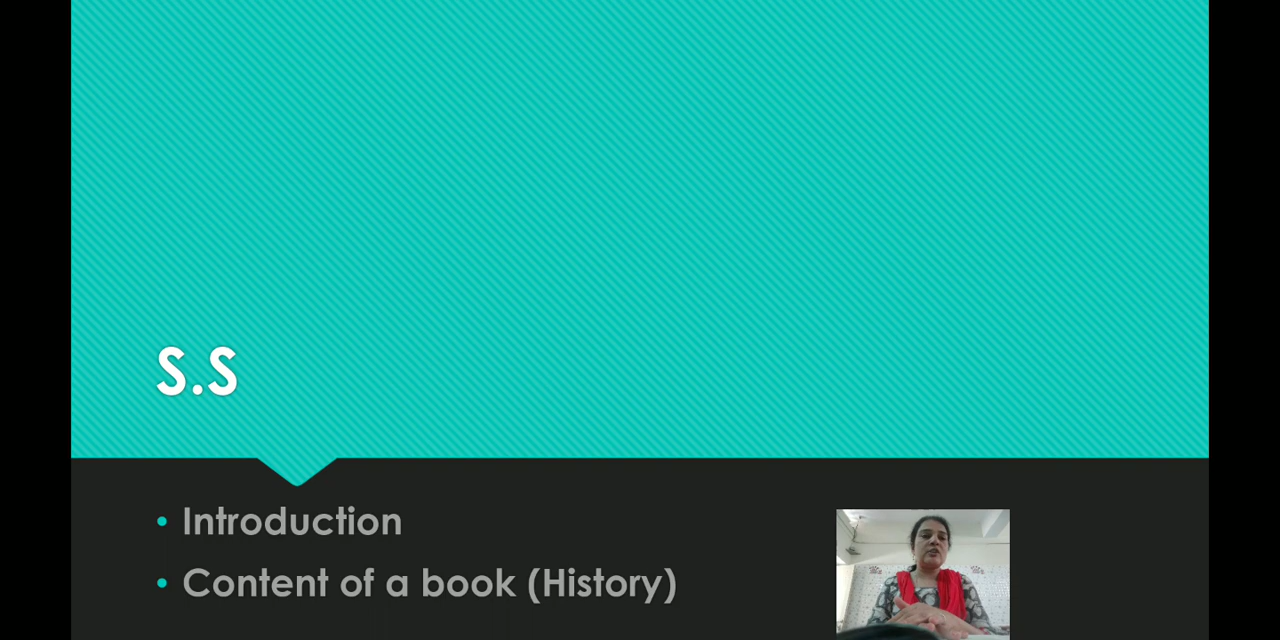 S.S
• Introduction
• Content of a book (History)